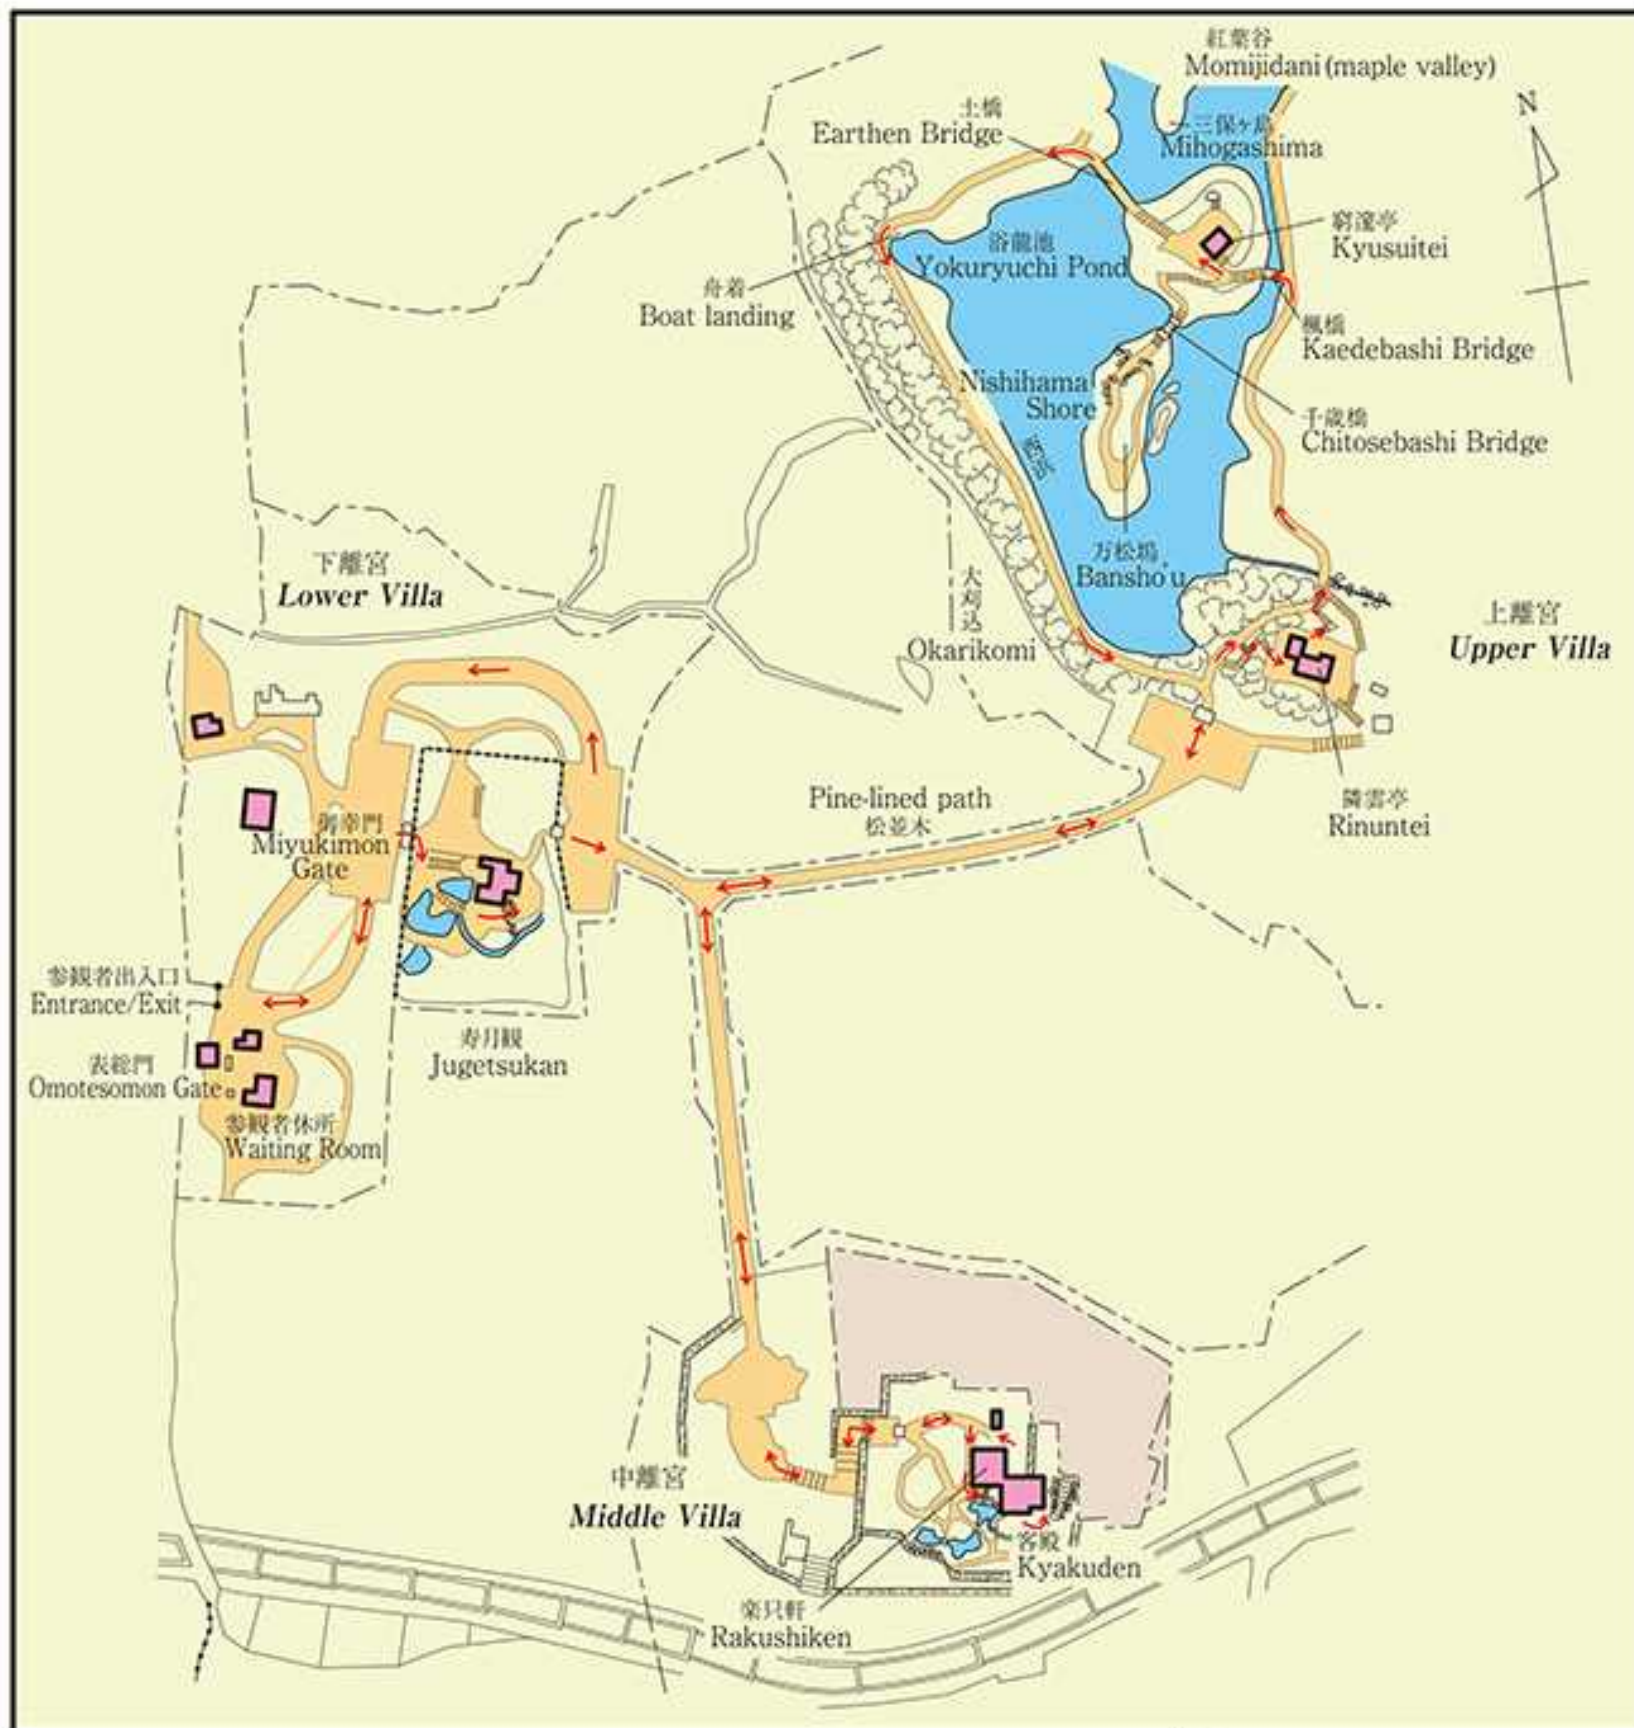 紅葉谷
Momijidani (maple valley)
N
土橋
Earthen Bridge
三保ヶ島
Mihogashima
窮邃亭
Kyusuitei
浴龍池
Yokuryuchi Pond
舟着
Boat landing
楓橋
Kaedebashi Bridge
Nishihama
Shore
西浜
千歳橋
Chitosebashi Bridge
万松塢
Bansho'u
下離宮
Lower Villa
大刈込
Okarikomi
上離宮
Upper Villa
Pine-lined path
松並木
隣雲亭
Rinuntei
御幸門
Miyukimon
Gate
参観者出入口
Entrance/Exit
寿月観
Jugetsukan
表総門
Omotesomon Gate
参観者休所
Waiting Room
中離宮
Middle Villa
客殿
Kyakuden
楽只軒
Rakushiken